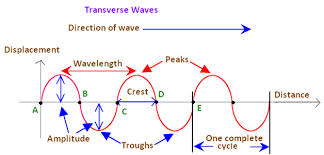 Transverse Waves
Direction of wave
Displacement
Wavelength
Peaks
A
B
Crest
C
D
E
Distance
Amplitude
Troughs
One complete
cycle